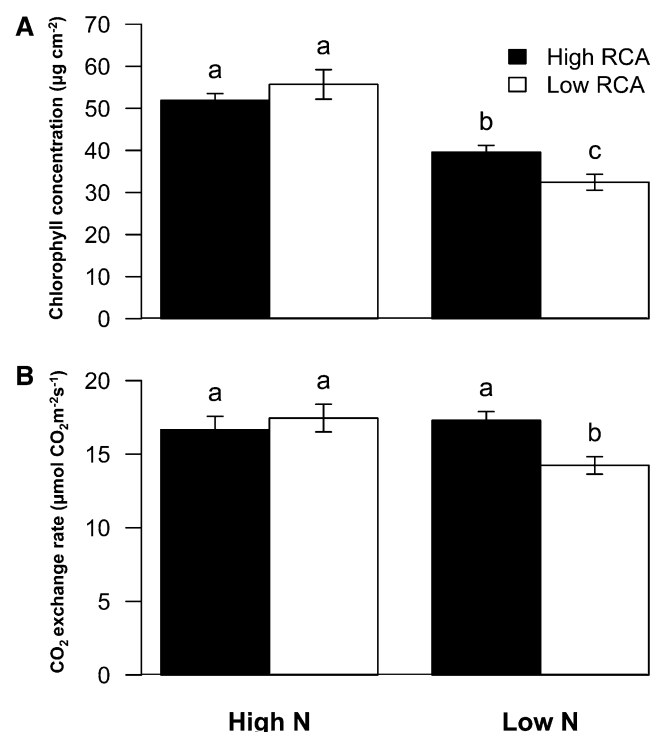 A
Chlorophyll concentration (µg cm⁻²)
70
60
50
40
30
20
10
0
a
a
b
c
High RCA
Low RCA
B
CO₂ exchange rate (µmol CO₂m⁻²s⁻¹)
20
15
10
5
0
a
a
a
b
High N
Low N